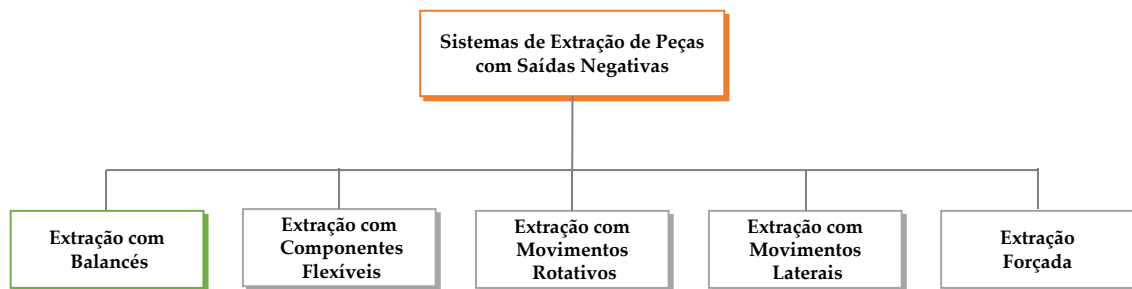 Sistemas de Extração de Peças
com Saídas Negativas
Extração com
Balancés
Extração com
Componentes
Flexíveis
Extração com
Movimentos
Rotativos
Extração com
Movimentos
Laterais
Extração
Forçada